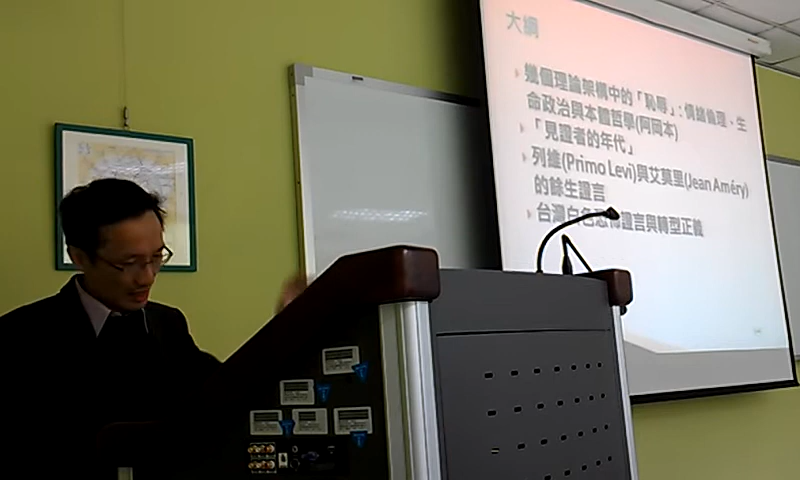 大綱
幾個理論架構中的「恥辱」: 情緒倫理、生
命政治與本體哲學(阿岡本)
「見證者的年代」
列維(Primo Levi)與艾莫里(Jean Améry)
的餘生證言
台灣白色恐怖證言與轉型正義